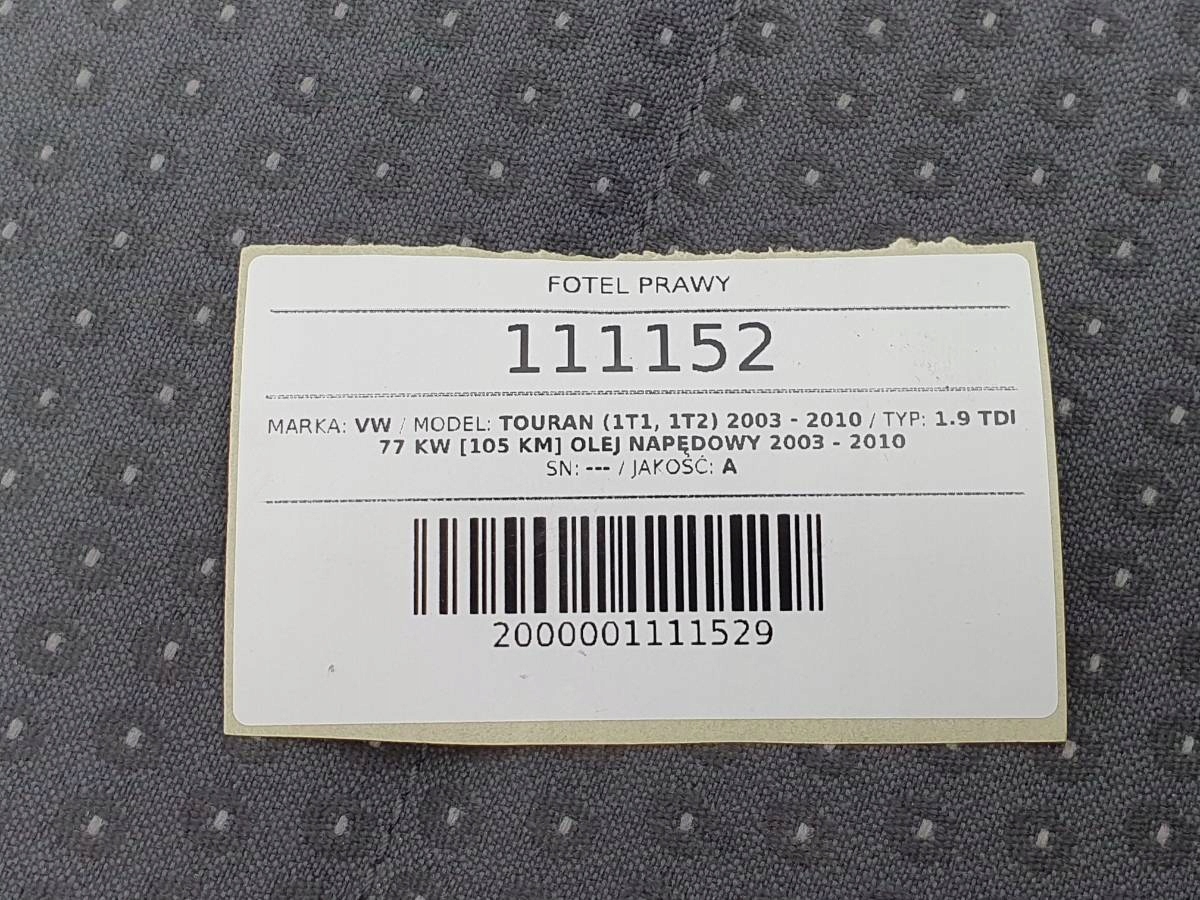 FOTEL PRAWY
111152
MARKA: VW / MODEL: TOURAN (1T1, 1T2) 2003 - 2010 / TYP: 1.9 TDI
77 KW [105 KM] OLEJ NAPĘDOWY 2003 - 2010
SN: --- / JAKOŚĆ: A
2000001111529